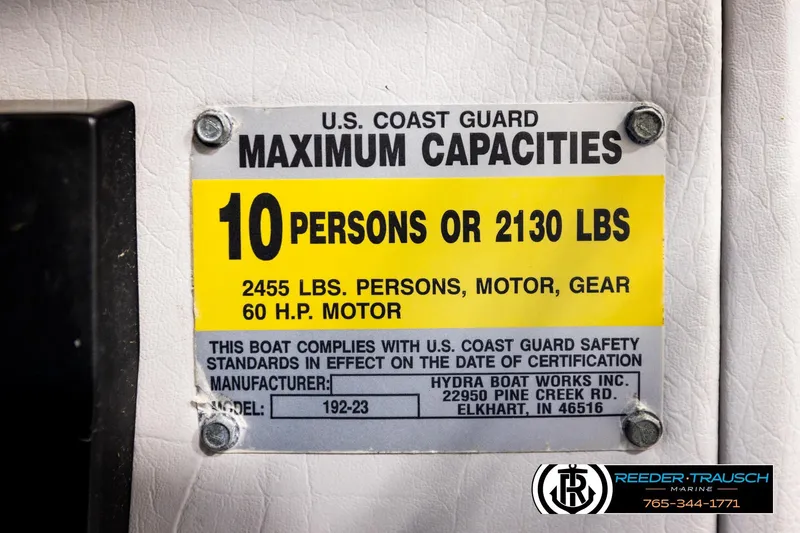 U.S. COAST GUARD
MAXIMUM CAPACITIES
10 PERSONS OR 2130 LBS
2455 LBS. PERSONS, MOTOR, GEAR
60 H.P. MOTOR
THIS BOAT COMPLIES WITH U.S. COAST GUARD SAFETY
STANDARDS IN EFFECT ON THE DATE OF CERTIFICATION
MANUFACTURER: HYDRA BOAT WORKS INC.
22950 PINE CREEK RD.
MODEL: 192-23 ELKHART, IN 46516
REEDER·TRAUSCH
MARINE
765-344-1771